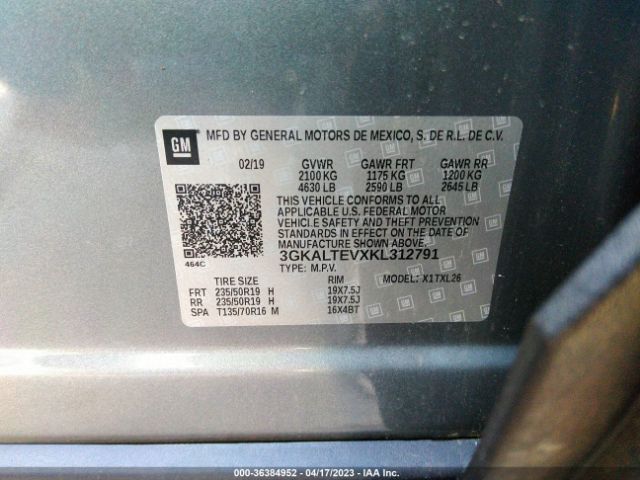 GM MFD BY GENERAL MOTORS DE MEXICO, S. DE R.L. DE C.V.
02/19 GVWR GAWR FRT GAWR RR
2100 KG 1175 KG 1200 KG
4630 LB 2590 LB 2645 LB
THIS VEHICLE CONFORMS TO ALL
APPLICABLE U.S. FEDERAL MOTOR
VEHICLE SAFETY AND THEFT PREVENTION
STANDARDS IN EFFECT ON THE DATE OF
MANUFACTURE SHOWN ABOVE.
464C 3GKALTEVXKL312791
TYPE: M.P.V. MODEL: X1TXL26
TIRE SIZE RIM
FRT 235/50R19 H 19X7.5J
RR 235/50R19 H 19X7.5J
SPA T135/70R16 M 16X4BT
000-36384952 - 04/17/2023 - IAA Inc.